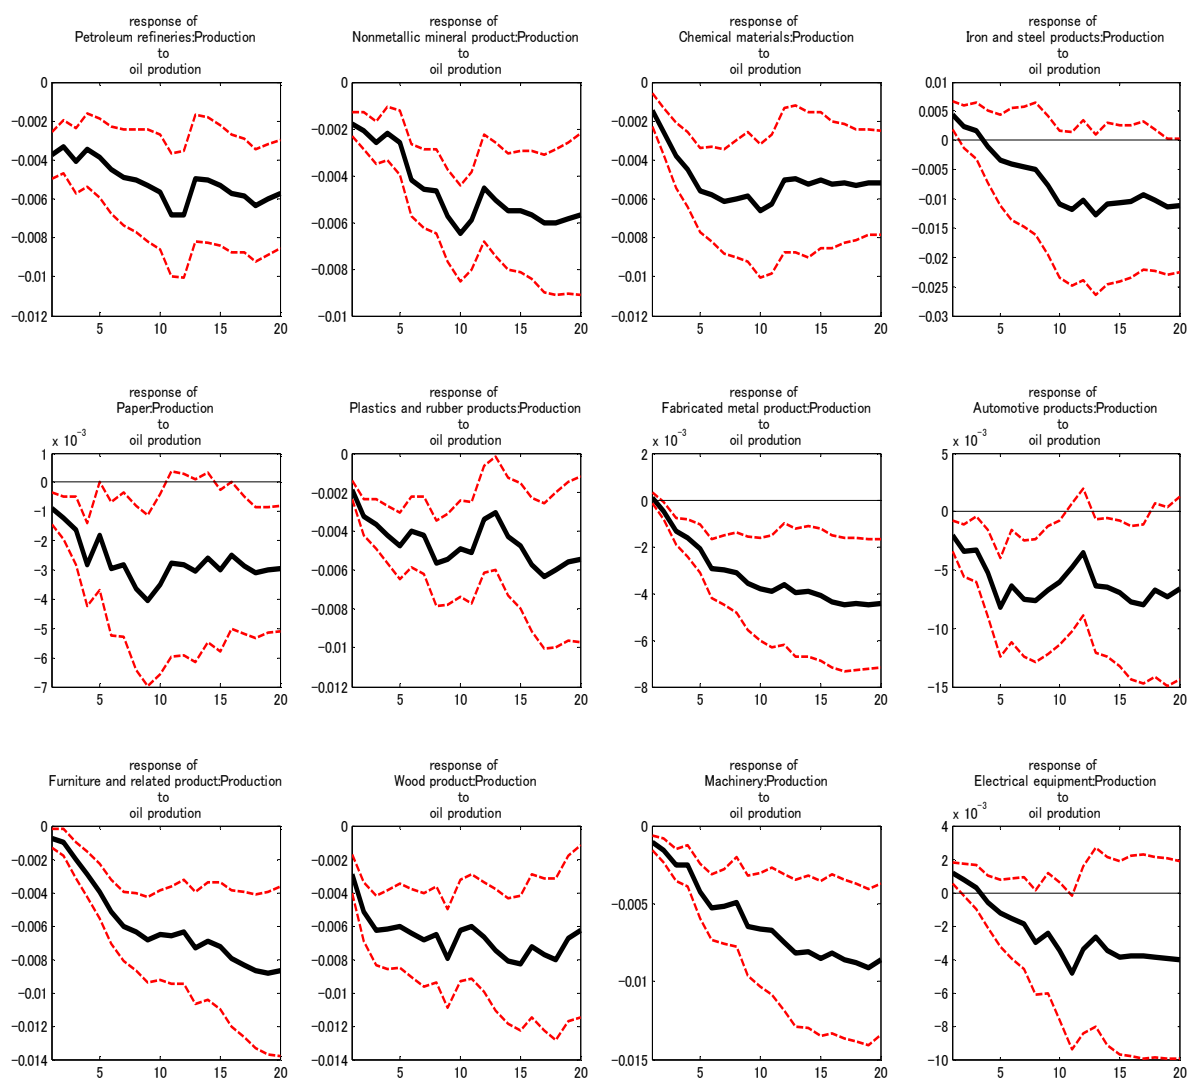 response of
Petroleum refineries:Production
to
oil prodution
0
−0.002
−0.004
−0.006
−0.008
−0.01
−0.012
5 10 15 20
response of
Nonmetallic mineral product:Production
to
oil prodution
0
−0.002
−0.004
−0.006
−0.008
−0.01
5 10 15 20
response of
Chemical materials:Production
to
oil prodution
0
−0.002
−0.004
−0.006
−0.008
−0.01
−0.012
5 10 15 20
response of
Iron and steel products:Production
to
oil prodution
0.01
0.005
0
−0.005
−0.01
−0.015
−0.02
−0.025
−0.03
5 10 15 20
response of
Paper:Production
to
oil prodution
x 10⁻³
1
0
−1
−2
−3
−4
−5
−6
−7
5 10 15 20
response of
Plastics and rubber products:Production
to
oil prodution
0
−0.002
−0.004
−0.006
−0.008
−0.01
−0.012
5 10 15 20
response of
Fabricated metal product:Production
to
oil prodution
x 10⁻³
2
0
−2
−4
−6
−8
5 10 15 20
response of
Automotive products:Production
to
oil prodution
x 10⁻³
5
0
−5
−10
−15
5 10 15 20
response of
Furniture and related product:Production
to
oil prodution
0
−0.002
−0.004
−0.006
−0.008
−0.01
−0.012
−0.014
5 10 15 20
response of
Wood product:Production
to
oil prodution
0
−0.002
−0.004
−0.006
−0.008
−0.01
−0.012
−0.014
5 10 15 20
response of
Machinery:Production
to
oil prodution
0
−0.005
−0.01
−0.015
5 10 15 20
response of
Electrical equipment:Production
to
oil prodution
x 10⁻³
4
2
0
−2
−4
−6
−8
−10
5 10 15 20